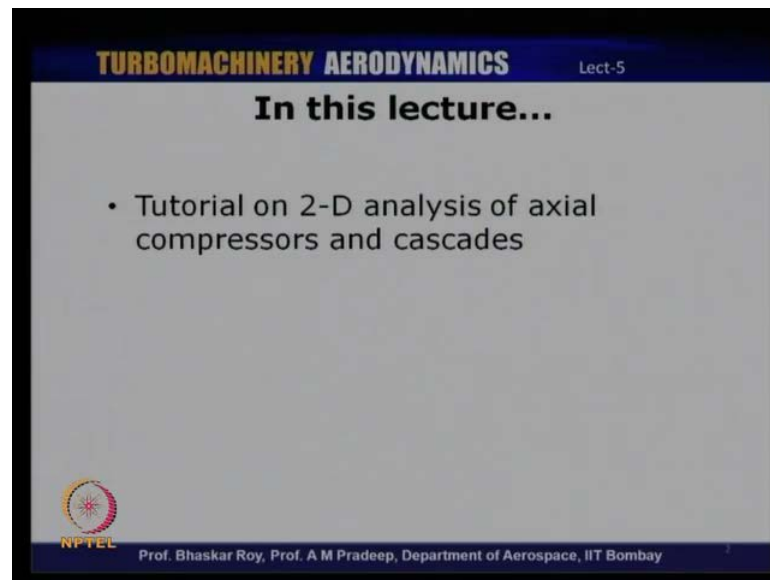 TURBOMACHINERY AERODYNAMICS Lect-5
In this lecture...
• Tutorial on 2-D analysis of axial
compressors and cascades
NPTEL
Prof. Bhaskar Roy, Prof. A M Pradeep, Department of Aerospace, IIT Bombay
2